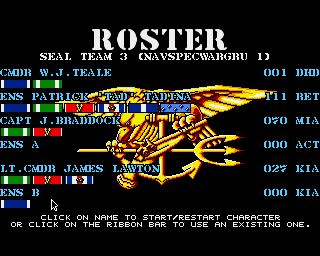 ROSTER
SEAL TEAM 3 (NAVSPECWARGRU 1)
CMDR W.J.TEALE 001 DHD
ENS PATRICK "TAD" TADINA 111 RET
CAPT J.BRADDOCK 070 MIA
ENS A 000 ACT
LT.CMDR JAMES LAWTON 027 KIA
ENS B 000 KIA
CLICK ON NAME TO START/RESTART CHARACTER
OR CLICK ON THE RIBBON BAR TO USE AN EXISTING ONE.